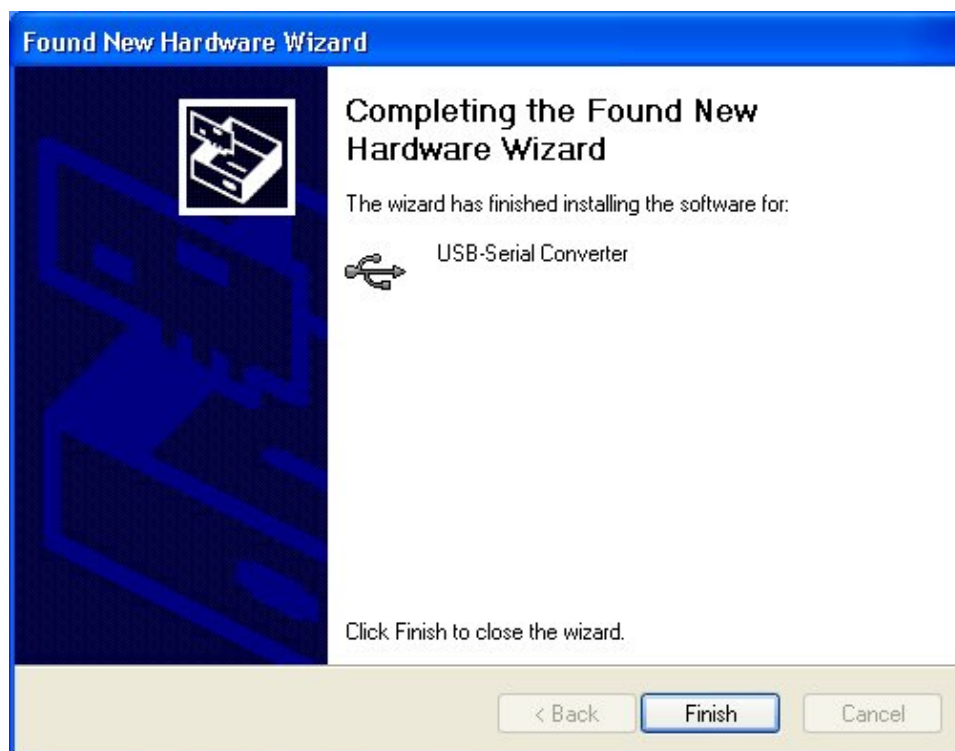 Found New Hardware Wizard
Completing the Found New
Hardware Wizard
The wizard has finished installing the software for:
USB-Serial Converter
Click Finish to close the wizard.
< Back
Finish
Cancel